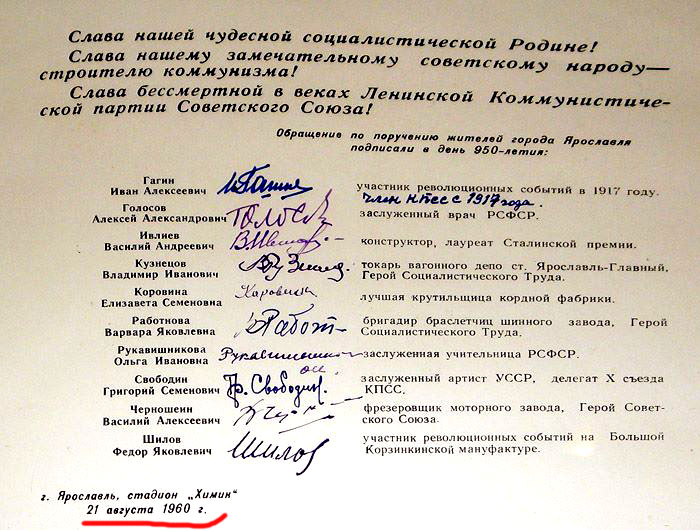 Слава нашей чудесной социалистической Родине!
Слава нашему замечательному советскому народу—
строителю коммунизма!
Слава бессмертной в веках Ленинской Коммунистиче-
ской партии Советского Союза!
Обращение по поручению жителей города Ярославля
подписали в день 950-летия:
Гагин
Иван Алексеевич
участник революционных событий в 1917 году.
член КПСС с 1917 года.
Голосов
Алексей Александрович
Голосов
заслуженный врач РСФСР.
Ивлиев
Василий Андреевич
конструктор, лауреат Сталинской премии.
Кузнецов
Владимир Иванович
токарь вагонного депо ст. Ярославль-Главный,
Герой Социалистического Труда.
Коровина
Елизавета Семеновна
Коровина
лучшая крутильщица кордной фабрики.
Работнова
Варвара Яковлевна
Работ
бригадир браслетчиц шинного завода, Герой
Социалистического Труда.
Рукавишникова
Ольга Ивановна
Рукавишникова
заслуженная учительница РСФСР.
Свободин
Григорий Семенович
Гр. Свободин
заслуженный артист УССР, делегат X съезда
КПСС.
Черношеин
Василий Алексеевич
фрезеровщик моторного завода, Герой Совет-
ского Союза.
Шилов
Федор Яковлевич
Шилов
участник революционных событий на Большой
Корзинкинской мануфактуре.
г. Ярославль, стадион „Химик“
21 августа 1960 г.